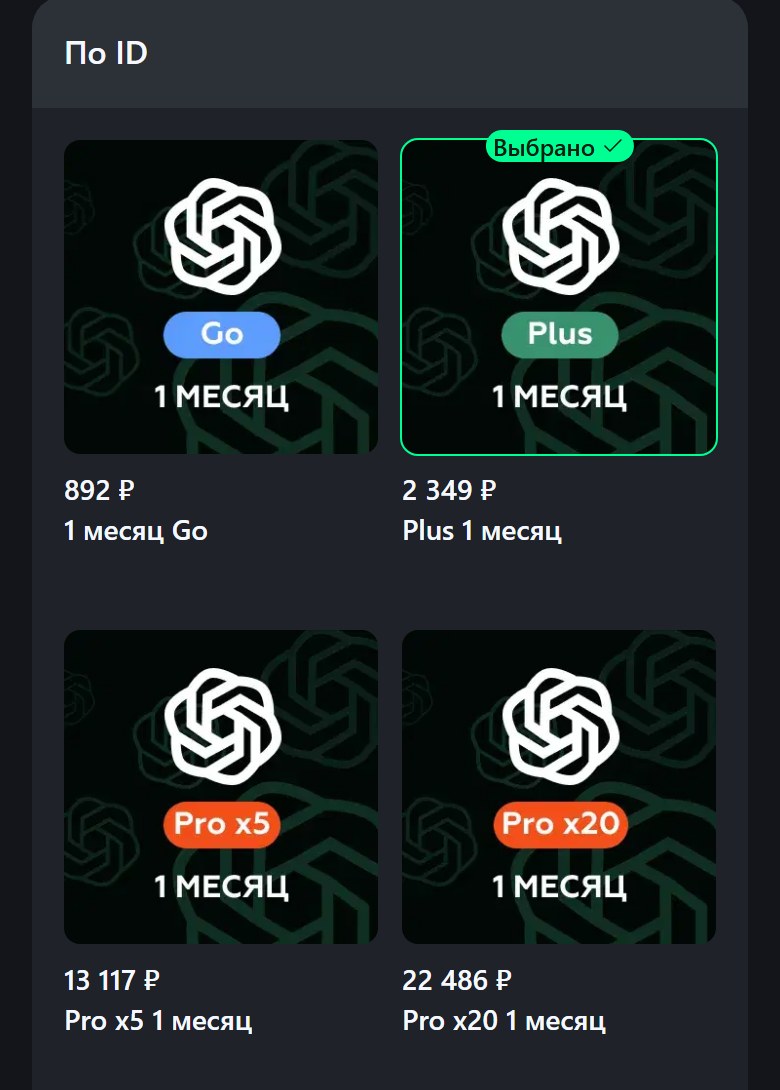 По ID
Выбрано
Go
1 МЕСЯЦ
892 ₽
1 месяц Go
Plus
1 МЕСЯЦ
2 349 ₽
Plus 1 месяц
Pro x5
1 МЕСЯЦ
13 117 ₽
Pro x5 1 месяц
Pro x20
1 МЕСЯЦ
22 486 ₽
Pro x20 1 месяц